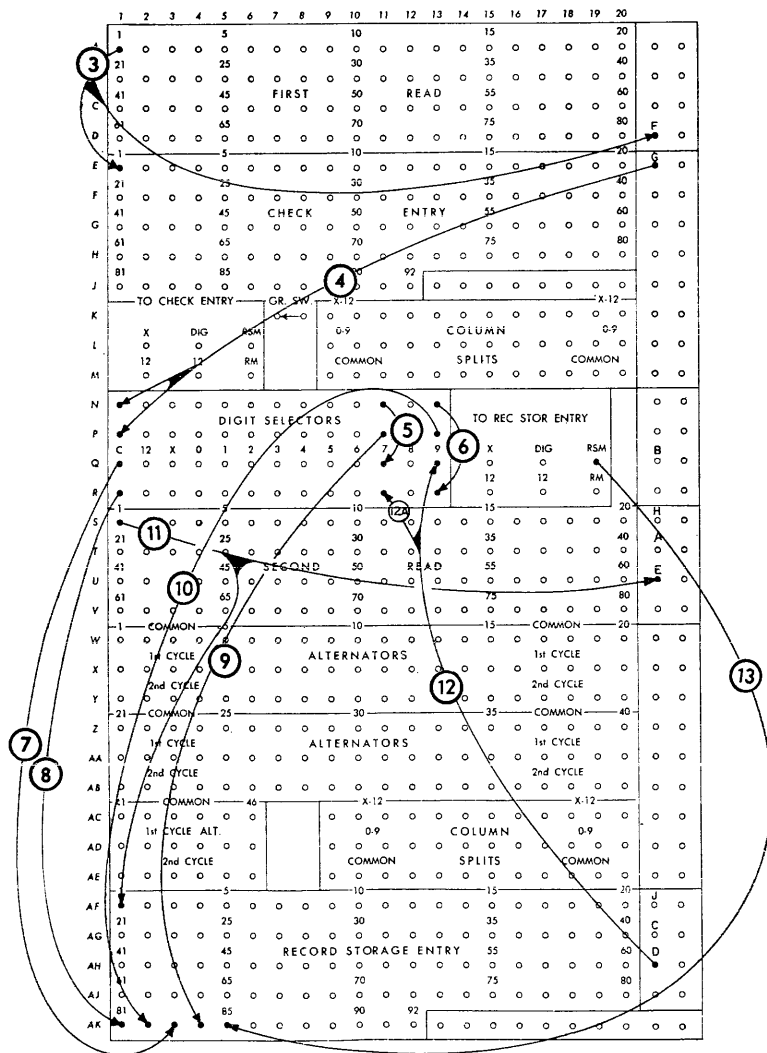 1 2 3 4 5 6 7 8 9 10 11 12 13 14 15 16 17 18 19 20
1 5 10 15 20
A
21 25 30 35 40
3
B
41 45 FIRST 50 READ 55 60
C
61 65 70 75 80 F
D
1 5 10 15 20 G
E
21 25 30 35 40
F
41 45 CHECK 50 ENTRY 55 60
G
61 65 70 75 80
H
81 85 90 92
J
4
TO CHECK ENTRY GR. SW. X-12 X-12
K
X DIG RSM 0-9 COLUMN 0-9
L
12 12 RM COMMON SPLITS COMMON
M
N
DIGIT SELECTORS 5 6 TO REC STOR ENTRY
P
C 12 X 0 1 2 3 4 5 6 7 8 9 X DIG RSM B
Q
12 12 RM
R
1 5 10 12A 15 20 H
S
11
21 25 30 35 40 A
T
41 45 SECOND 50 READ 55 60 E
U
10
61 65 70 75 80
V
1 COMMON 5 10 15 COMMON 20
W
1st CYCLE 9 ALTERNATORS 1st CYCLE
X
12 13
2nd CYCLE 2nd CYCLE
Y
21 COMMON 25 30 35 COMMON 40
Z
7
1st CYCLE ALTERNATORS 1st CYCLE
AA
8
2nd CYCLE 2nd CYCLE
AB
41 COMMON 46 X-12 X-12
AC
1st CYCLE ALT. 0-9 COLUMN 0-9
AD
2nd CYCLE COMMON SPLITS COMMON
AE
5 10 15 20 J
AF
21 25 30 35 40 C
AG
41 45 RECORD STORAGE ENTRY 55 60 D
AH
61 65 70 75 80
AJ
81 85 90 92
AK